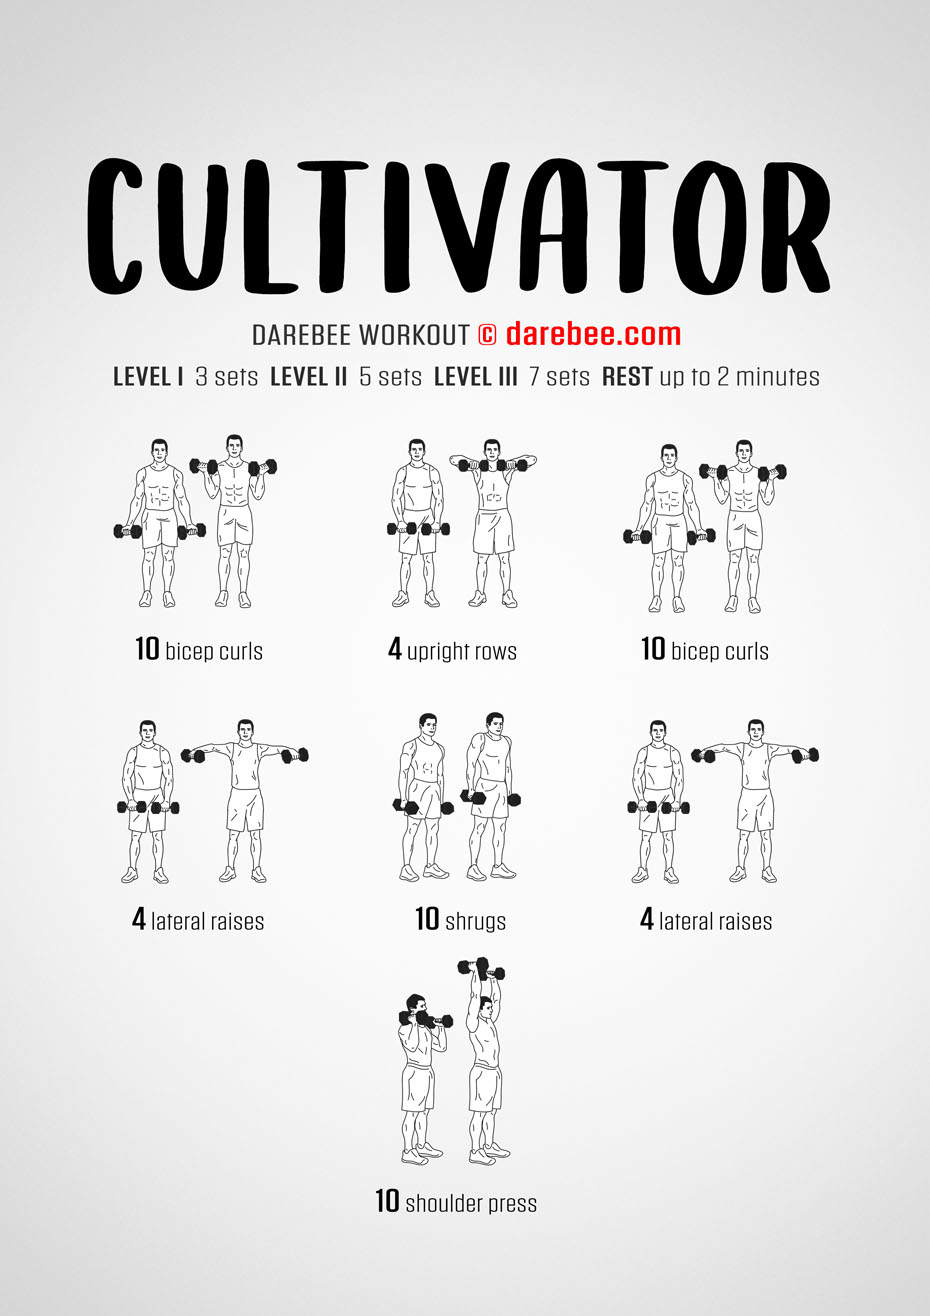 CULTIVATOR
DAREBEE WORKOUT © darebee.com
LEVEL I 3 sets LEVEL II 5 sets LEVEL III 7 sets REST up to 2 minutes
10 bicep curls
4 upright rows
10 bicep curls
4 lateral raises
10 shrugs
4 lateral raises
10 shoulder press